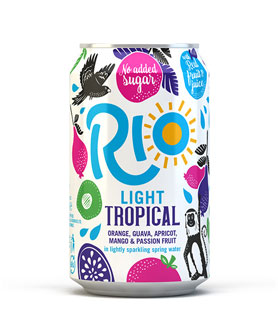 No added
sugar
with
Real
fruit
juice
RIO
LIGHT
TROPICAL
ORANGE, GUAVA, APRICOT,
MANGO & PASSION FRUIT
in lightly sparkling spring water